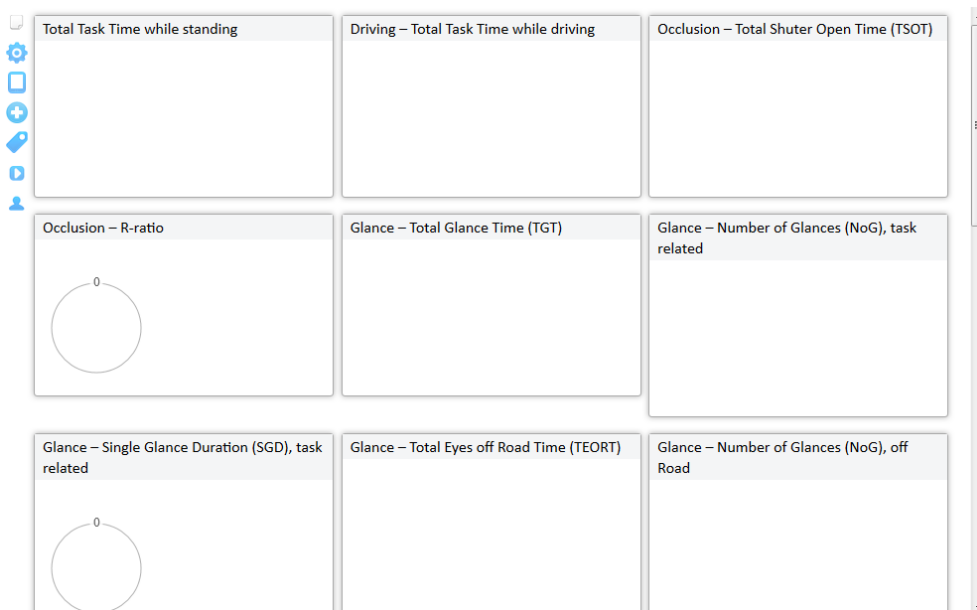 Total Task Time while standing
Driving – Total Task Time while driving
Occlusion – Total Shuter Open Time (TSOT)
Occlusion – R-ratio
0
Glance – Total Glance Time (TGT)
Glance – Number of Glances (NoG), task
related
Glance – Single Glance Duration (SGD), task
related
0
Glance – Total Eyes off Road Time (TEORT)
Glance – Number of Glances (NoG), off
Road